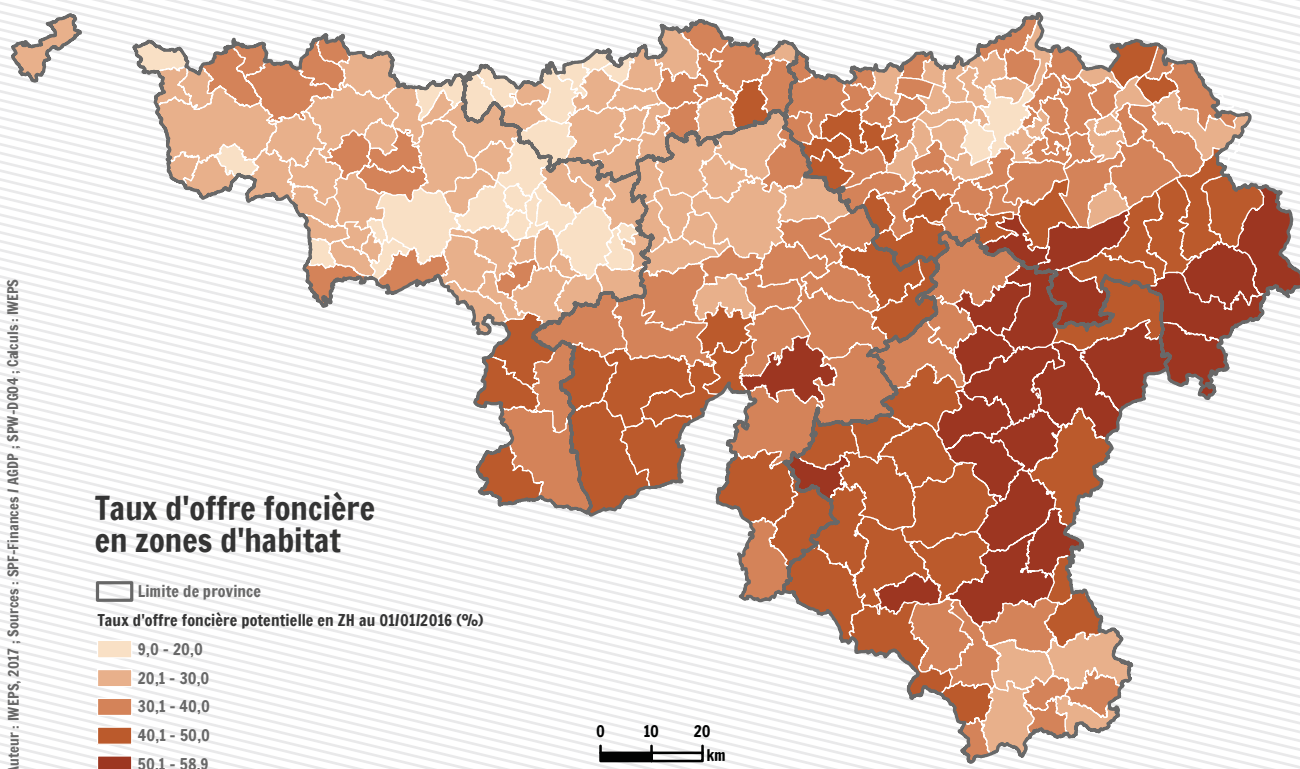 Taux d'offre foncière
en zones d'habitat
Limite de province
Taux d'offre foncière potentielle en ZH au 01/01/2016 (%)
9,0 - 20,0
20,1 - 30,0
30,1 - 40,0
40,1 - 50,0
50,1 - 58,9
0 10 20
km
Auteur : IWEPS, 2017 ; Sources : SPF-Finances / AGDP ; SPW-DG04 ; Calculs : IWEPS